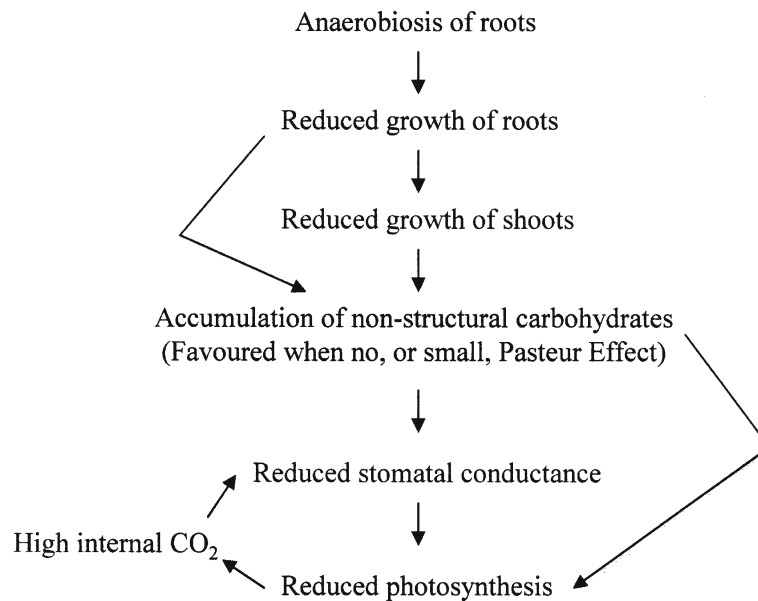 Anaerobiosis of roots
Reduced growth of roots
Reduced growth of shoots
Accumulation of non-structural carbohydrates
(Favoured when no, or small, Pasteur Effect)
Reduced stomatal conductance
High internal CO₂
Reduced photosynthesis